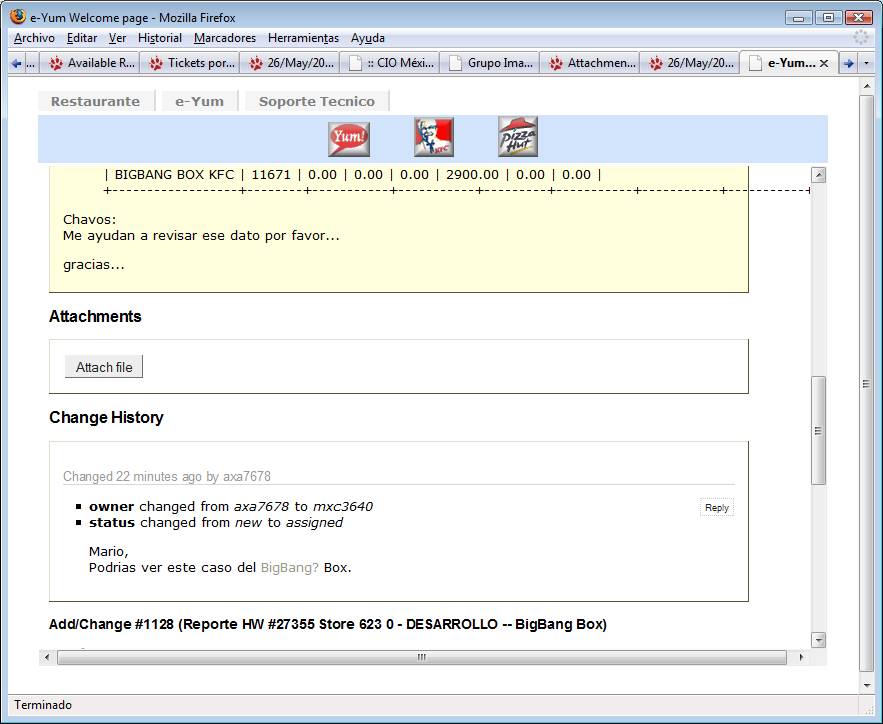 e-Yum Welcome page - Mozilla Firefox
Archivo Editar Ver Historial Marcadores Herramientas Ayuda
... Available R... Tickets por... 26/May/20... :: CIO Méxi... Grupo Ima... Attachmen... 26/May/20... e-Yum...
Restaurante e-Yum Soporte Tecnico
Yum! KFC Pizza Hut
| BIGBANG BOX KFC | 11671 | 0.00 | 0.00 | 0.00 | 2900.00 | 0.00 | 0.00 |
+-----------------+-------+----------+----------+---------+------------+-----------+-----------+
Chavos:
Me ayudan a revisar ese dato por favor...
gracias...
Attachments
Attach file
Change History
Changed 22 minutes ago by axa7678
owner changed from axa7678 to mxc3640
Reply
status changed from new to assigned
Mario,
Podrias ver este caso del BigBang? Box.
Add/Change #1128 (Reporte HW #27355 Store 623 0 - DESARROLLO -- BigBang Box)
Terminado